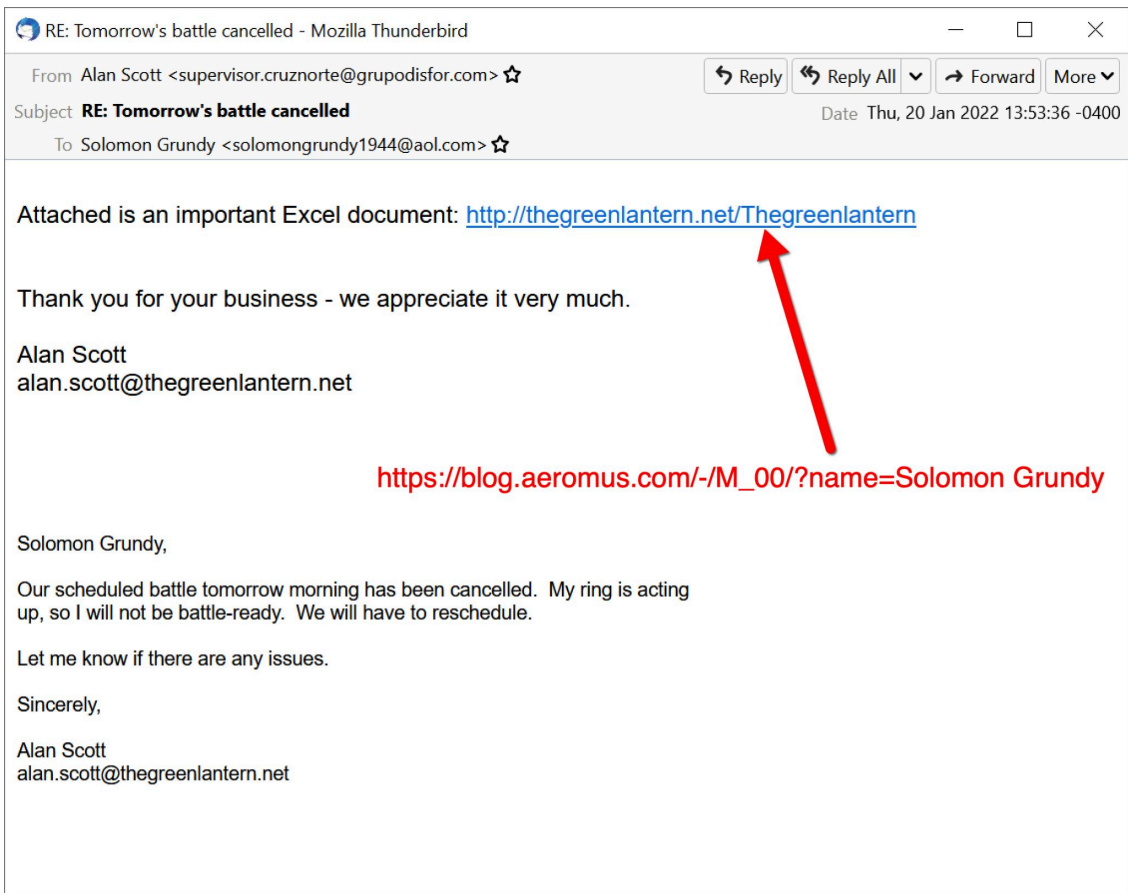 RE: Tomorrow's battle cancelled - Mozilla Thunderbird
From Alan Scott <supervisor.cruznorte@grupodisfor.com>
Reply Reply All Forward More
Subject RE: Tomorrow's battle cancelled
Date Thu, 20 Jan 2022 13:53:36 -0400
To Solomon Grundy <solomongrundy1944@aol.com>
Attached is an important Excel document: http://thegreenlantern.net/Thegreenlantern
Thank you for your business - we appreciate it very much.
Alan Scott
alan.scott@thegreenlantern.net
https://blog.aeromus.com/-/M_00/?name=Solomon Grundy
Solomon Grundy,
Our scheduled battle tomorrow morning has been cancelled.  My ring is acting
up, so I will not be battle-ready.  We will have to reschedule.
Let me know if there are any issues.
Sincerely,
Alan Scott
alan.scott@thegreenlantern.net